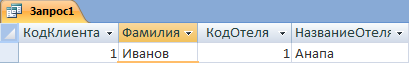 Запрос1
КодКлиента Фамилия КодОтеля НазваниеОтеля
1 Иванов 1 Анапа